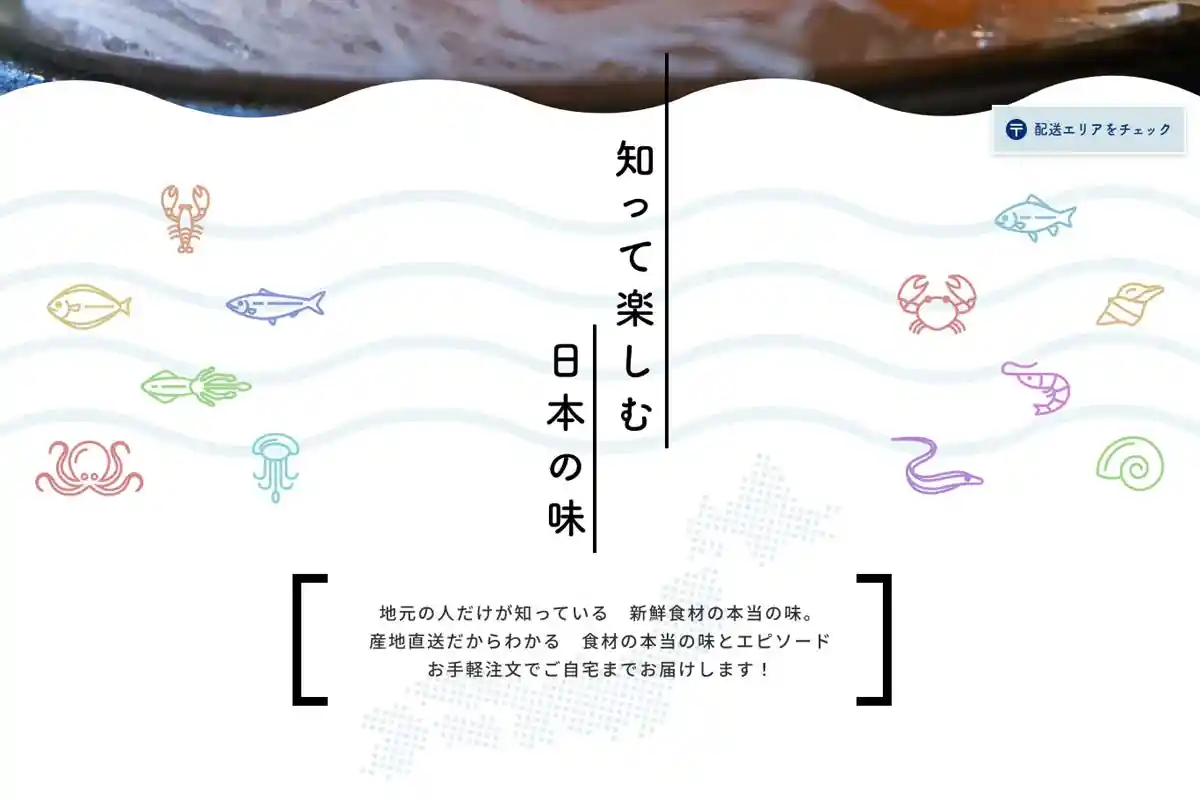 配送エリアをチェック
知って楽しむ
日本の味
地元の人だけが知っている　新鮮食材の本当の味。
産地直送だからわかる　食材の本当の味とエピソード
お手軽注文でご自宅までお届けします！